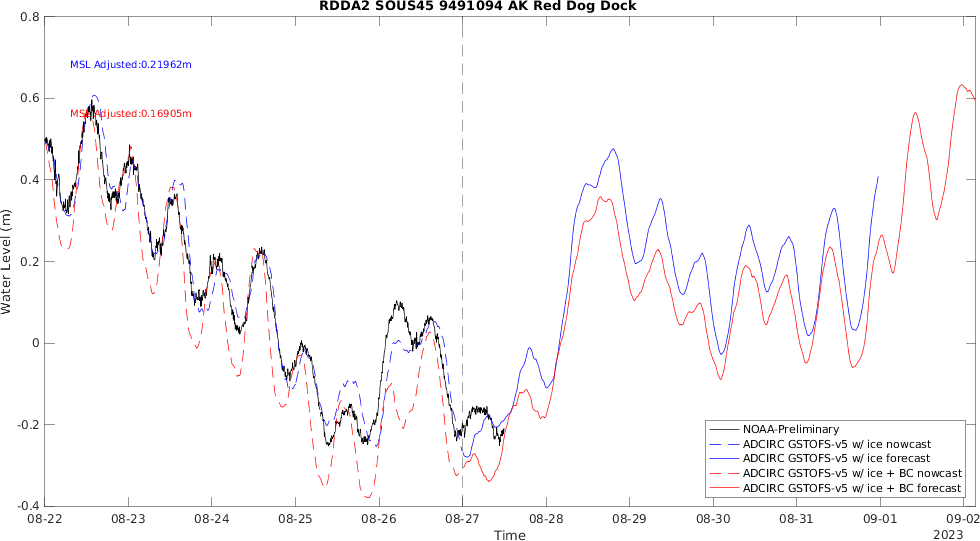 RDDA2 SOUS45 9491094 AK Red Dog Dock
0.8
MSL Adjusted:0.21962m
0.6
MSL Adjusted:0.16905m
0.4
0.2
0
-0.2
-0.4
Water Level (m)
NOAA-Preliminary
ADCIRC GSTOFS-v5 w/ ice nowcast
ADCIRC GSTOFS-v5 w/ ice forecast
ADCIRC GSTOFS-v5 w/ ice + BC nowcast
ADCIRC GSTOFS-v5 w/ ice + BC forecast
08-22 08-23 08-24 08-25 08-26 08-27 08-28 08-29 08-30 08-31 09-01 09-02
Time
2023